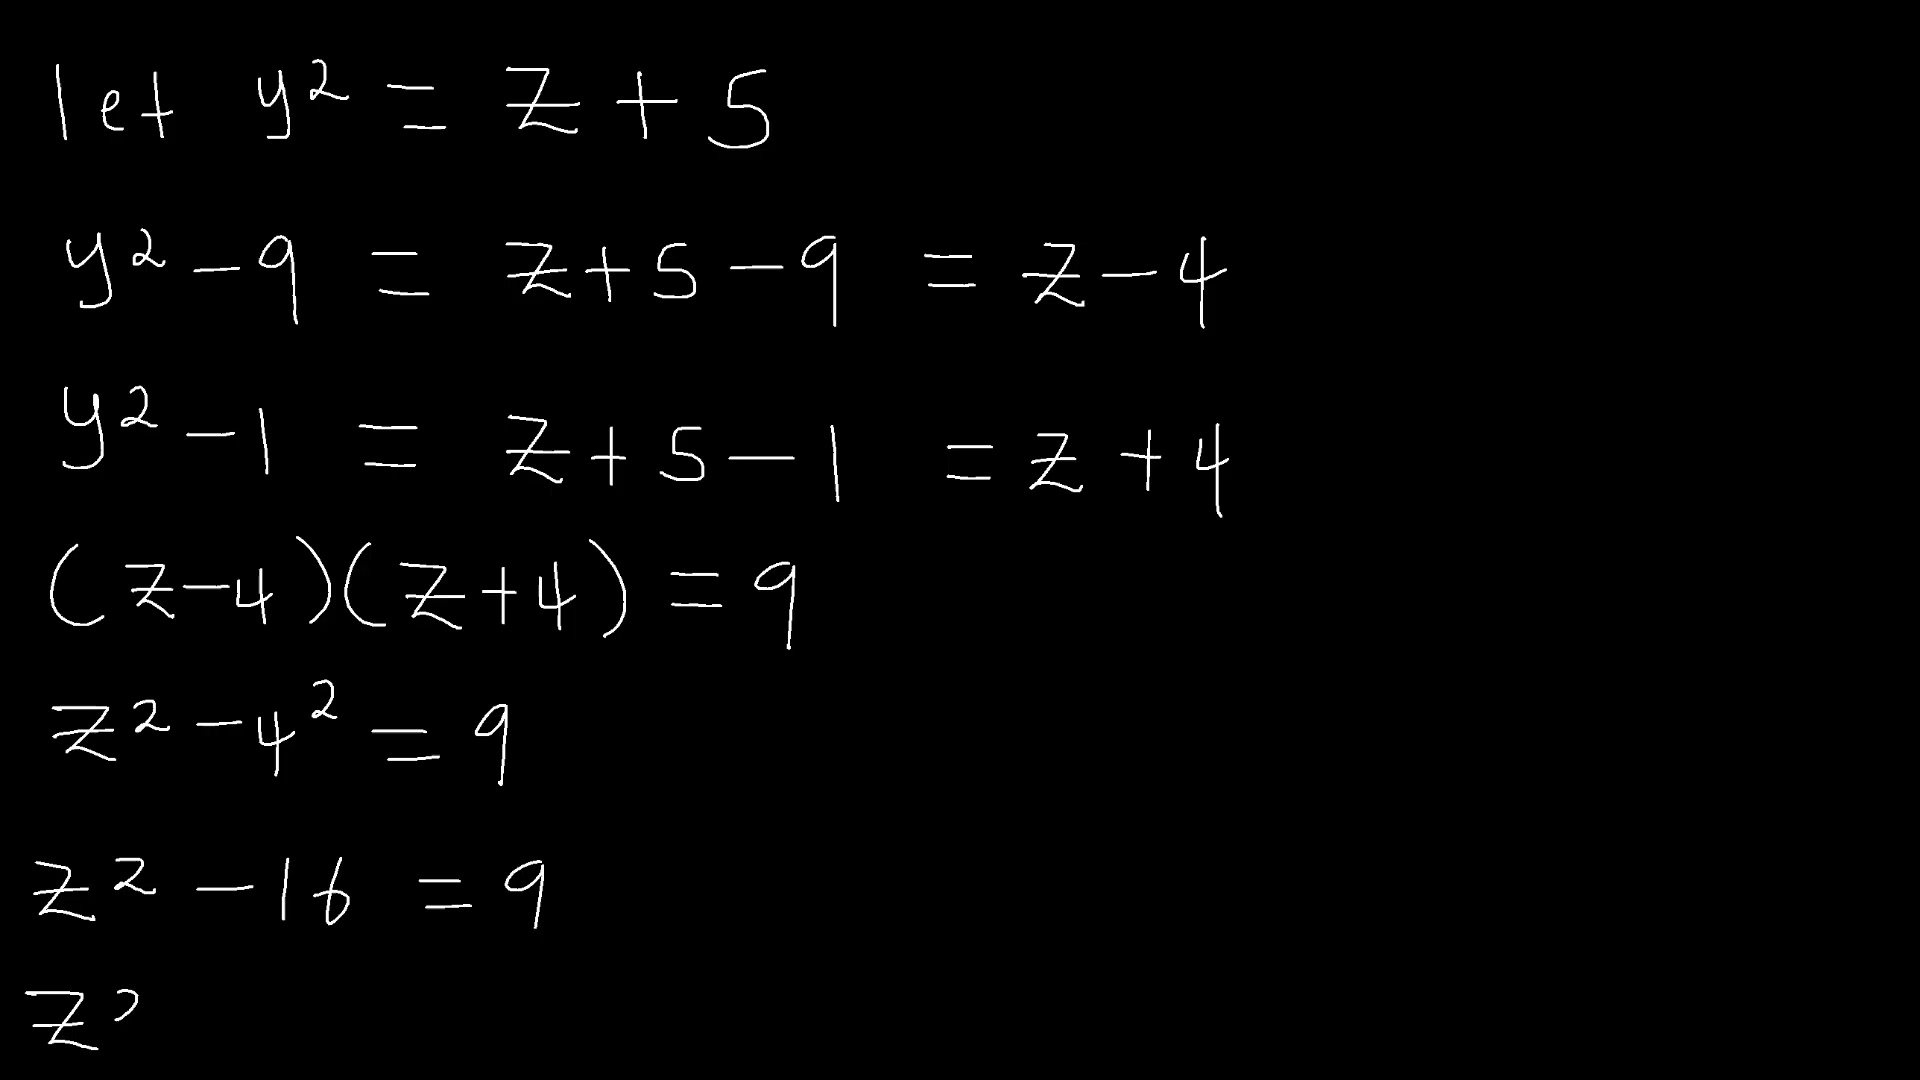 let y² = z + 5
y² - 9 = z + 5 - 9 = z - 4
y² - 1 = z + 5 - 1 = z + 4
(z - 4)(z + 4) = 9
z² - 4² = 9
z² - 16 = 9
z